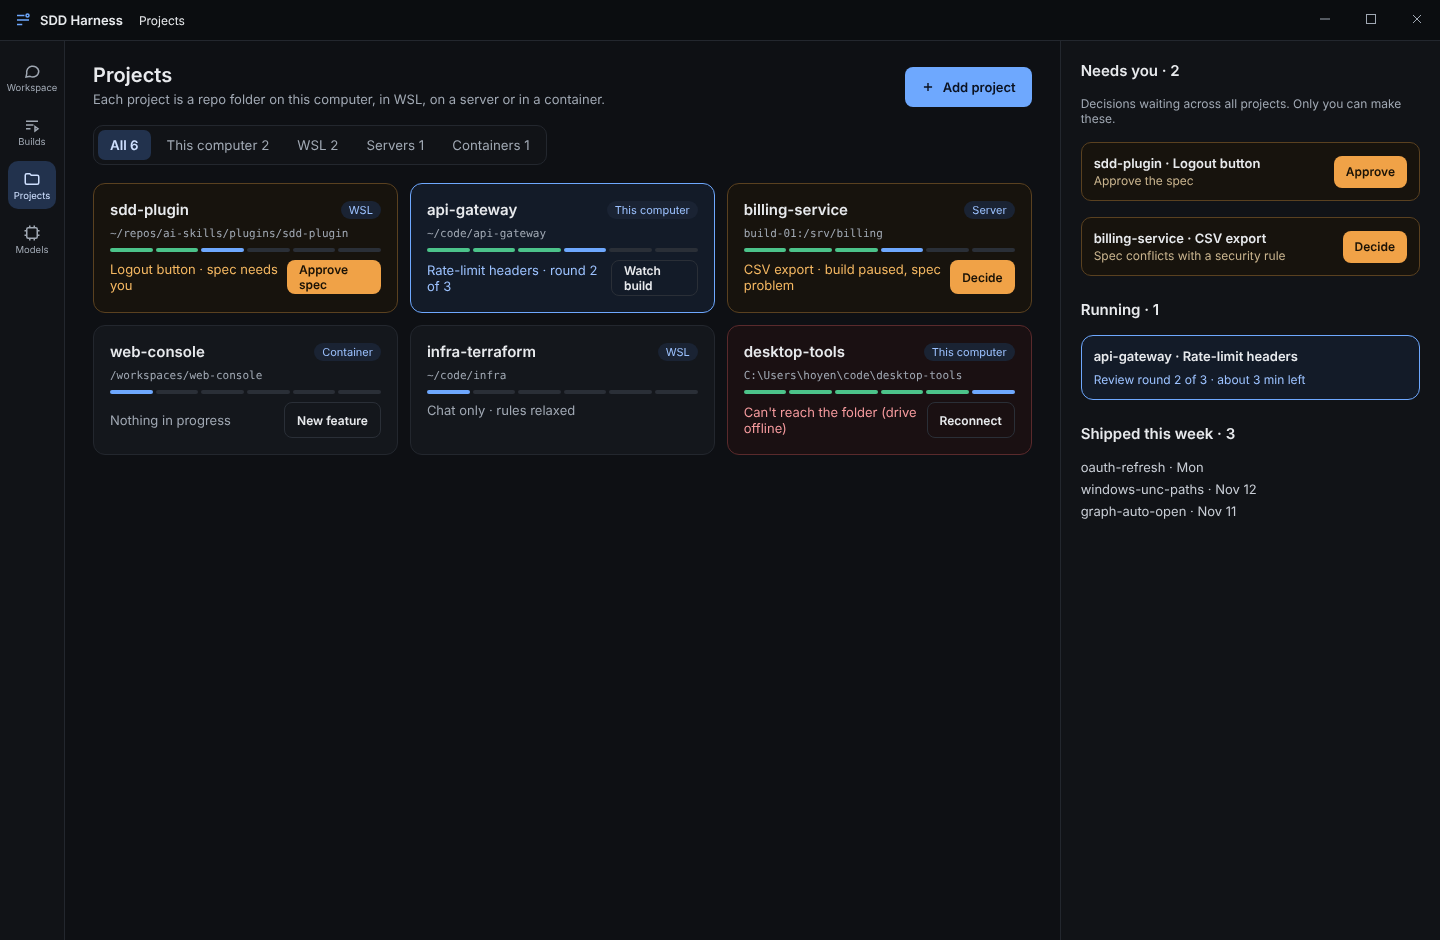 SDD Harness
Projects
Workspace
Builds
Projects
Models
Projects
Each project is a repo folder on this computer, in WSL, on a server or in a container.
+ Add project
All 6
This computer 2
WSL 2
Servers 1
Containers 1
sdd-plugin
WSL
~/repos/ai-skills/plugins/sdd-plugin
Logout button · spec needs
you
Approve
spec
api-gateway
This computer
~/code/api-gateway
Rate-limit headers · round 2
of 3
Watch
build
billing-service
Server
build-01:/srv/billing
CSV export · build paused, spec
problem
Decide
web-console
Container
/workspaces/web-console
Nothing in progress
New feature
infra-terraform
WSL
~/code/infra
Chat only · rules relaxed
desktop-tools
This computer
C:\Users\hoyen\code\desktop-tools
Can't reach the folder (drive
offline)
Reconnect
Needs you · 2
Decisions waiting across all projects. Only you can make
these.
sdd-plugin · Logout button
Approve the spec
Approve
billing-service · CSV export
Spec conflicts with a security rule
Decide
Running · 1
api-gateway · Rate-limit headers
Review round 2 of 3 · about 3 min left
Shipped this week · 3
oauth-refresh · Mon
windows-unc-paths · Nov 12
graph-auto-open · Nov 11